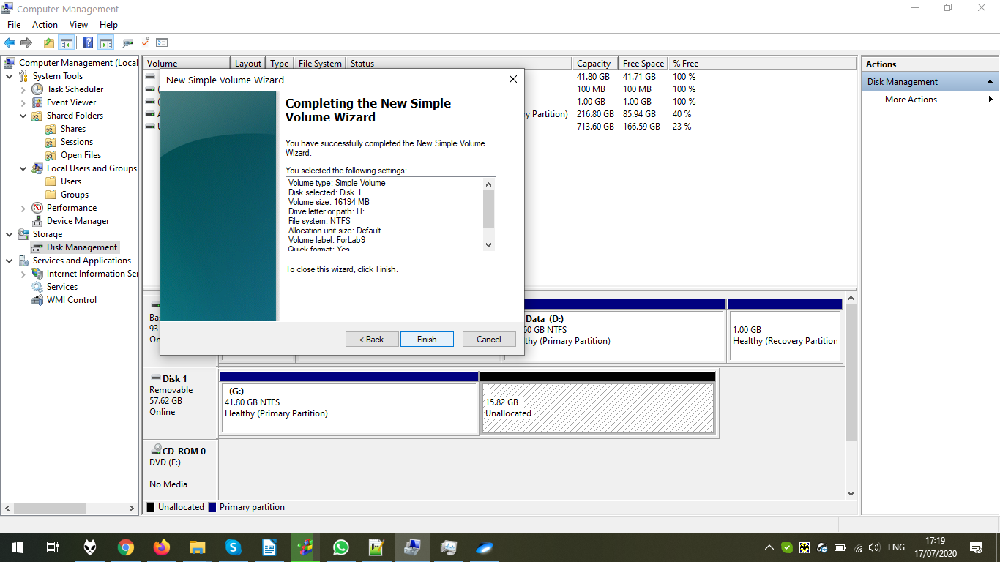 Computer Management
File Action View Help
Computer Management (Local
System Tools
Task Scheduler
Event Viewer
Shared Folders
Shares
Sessions
Open Files
Local Users and Groups
Users
Groups
Performance
Device Manager
Storage
Disk Management
Services and Applications
Internet Information Ser
Services
WMI Control
Volume Layout Type File System Status Capacity Free Space % Free
41.80 GB 41.71 GB 100 %
100 MB 100 MB 100 %
1.00 GB 1.00 GB 100 %
y Partition) 216.80 GB 85.94 GB 40 %
713.60 GB 166.59 GB 23 %
New Simple Volume Wizard
Completing the New Simple
Volume Wizard
You have successfully completed the New Simple Volume
Wizard.
You selected the following settings:
Volume type: Simple Volume
Disk selected: Disk 1
Volume size: 16194 MB
Drive letter or path: H:
File system: NTFS
Allocation unit size: Default
Volume label: ForLab9
Quick format: Yes
To close this wizard, click Finish.
< Back Finish Cancel
Ba
931
On
Data (D:)
60 GB NTFS
thy (Primary Partition)
1.00 GB
Healthy (Recovery Partition
Disk 1
Removable
57.62 GB
Online
(G:)
41.80 GB NTFS
Healthy (Primary Partition)
15.82 GB
Unallocated
CD-ROM 0
DVD (F:)
No Media
Unallocated Primary partition
Actions
Disk Management
More Actions
ENG
17:19
17/07/2020